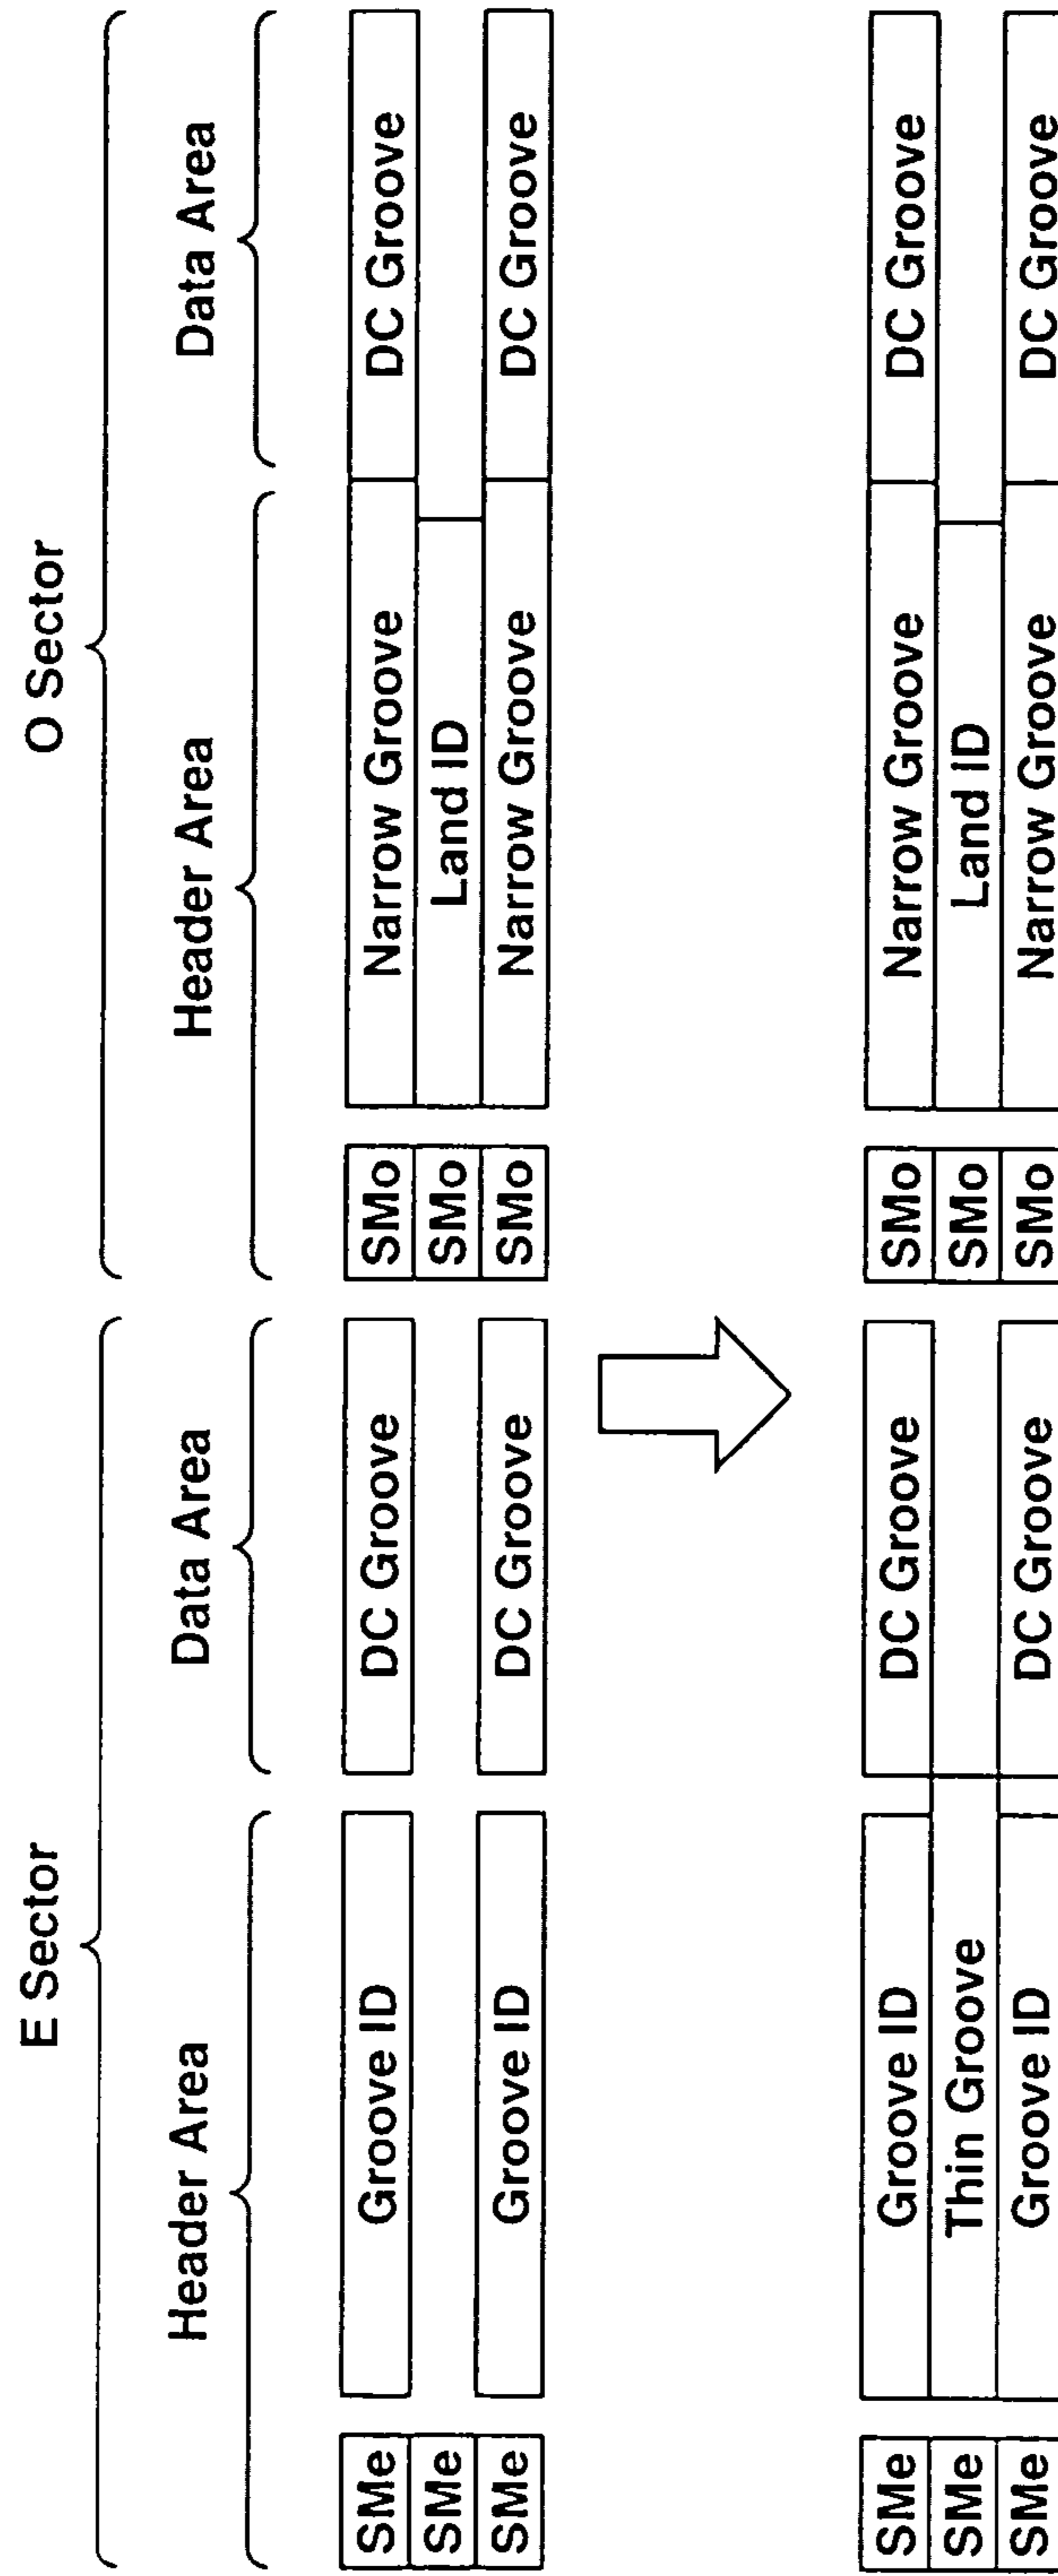 E Sector
O Sector
Header Area
Data Area
Header Area
Data Area
SMe
Groove ID
DC Groove
SMo
Narrow Groove
DC Groove
SMe
SMo
Land ID
SMe
Groove ID
DC Groove
SMo
Narrow Groove
DC Groove
SMe
Groove ID
DC Groove
SMo
Narrow Groove
DC Groove
SMe
Thin Groove
SMo
Land ID
SMe
Groove ID
DC Groove
SMo
Narrow Groove
DC Groove